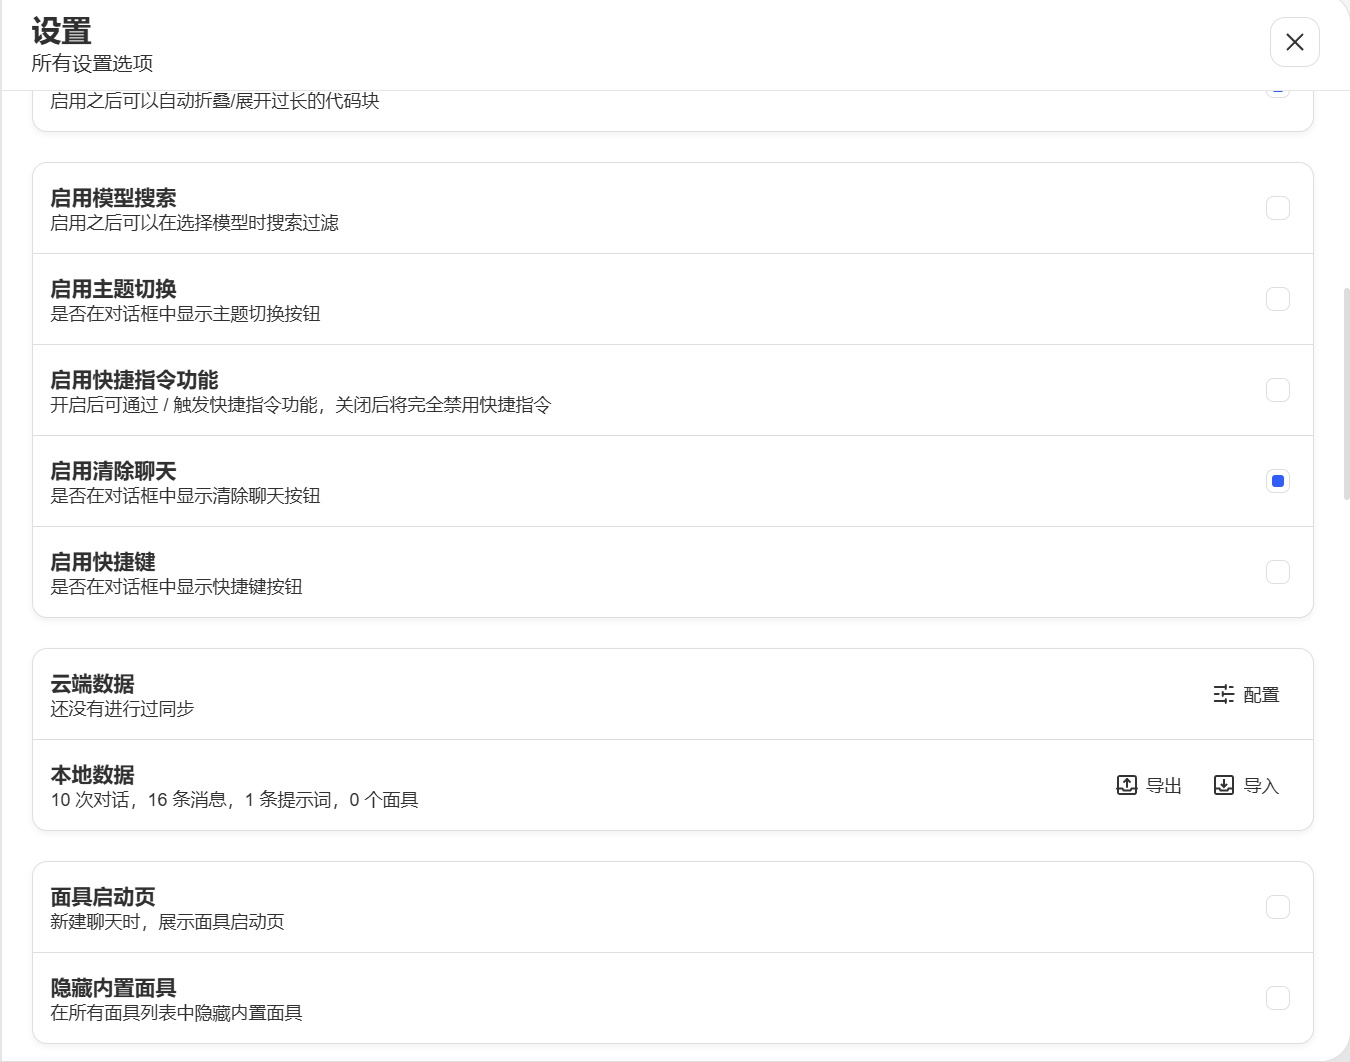 设置
所有设置选项
启用之后可以自动折叠/展开过长的代码块
启用模型搜索
启用之后可以在选择模型时搜索过滤
启用主题切换
是否在对话框中显示主题切换按钮
启用快捷指令功能
开启后可通过 / 触发快捷指令功能，关闭后将完全禁用快捷指令
启用清除聊天
是否在对话框中显示清除聊天按钮
启用快捷键
是否在对话框中显示快捷键按钮
云端数据
还没有进行过同步
配置
本地数据
10 次对话，16 条消息，1 条提示词，0 个面具
导出 导入
面具启动页
新建聊天时，展示面具启动页
隐藏内置面具
在所有面具列表中隐藏内置面具